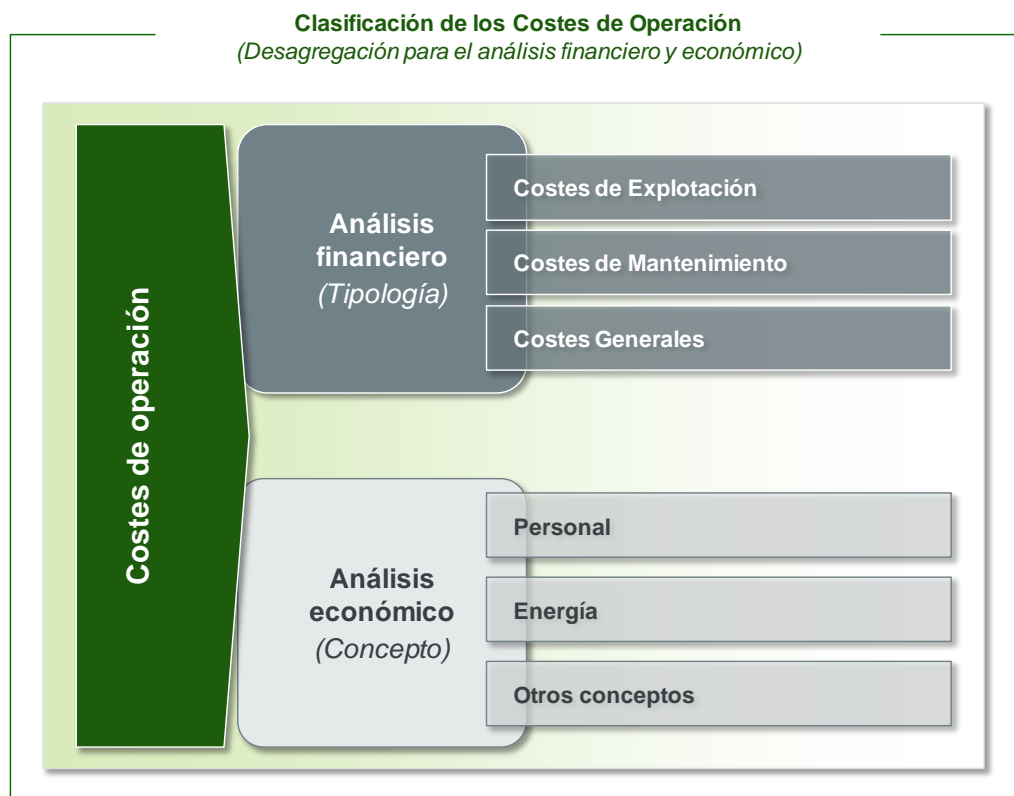 Clasificación de los Costes de Operación
(Desagregación para el análisis financiero y económico)
Costes de operación
Análisis
financiero
(Tipología)
Costes de Explotación
Costes de Mantenimiento
Costes Generales
Análisis
económico
(Concepto)
Personal
Energía
Otros conceptos